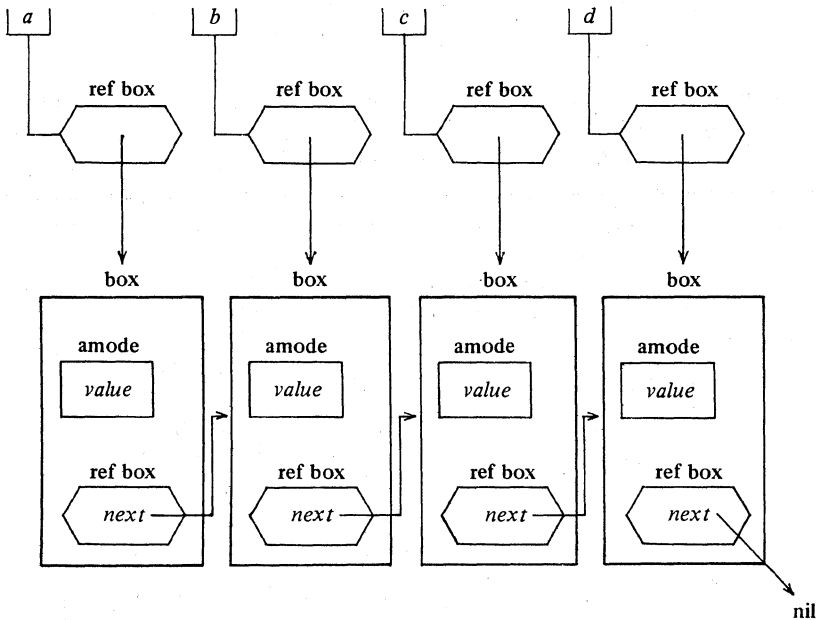 a b c d
ref box ref box ref box ref box
box box box box
amode amode amode amode
value value value value
ref box ref box ref box ref box
next next next next
nil